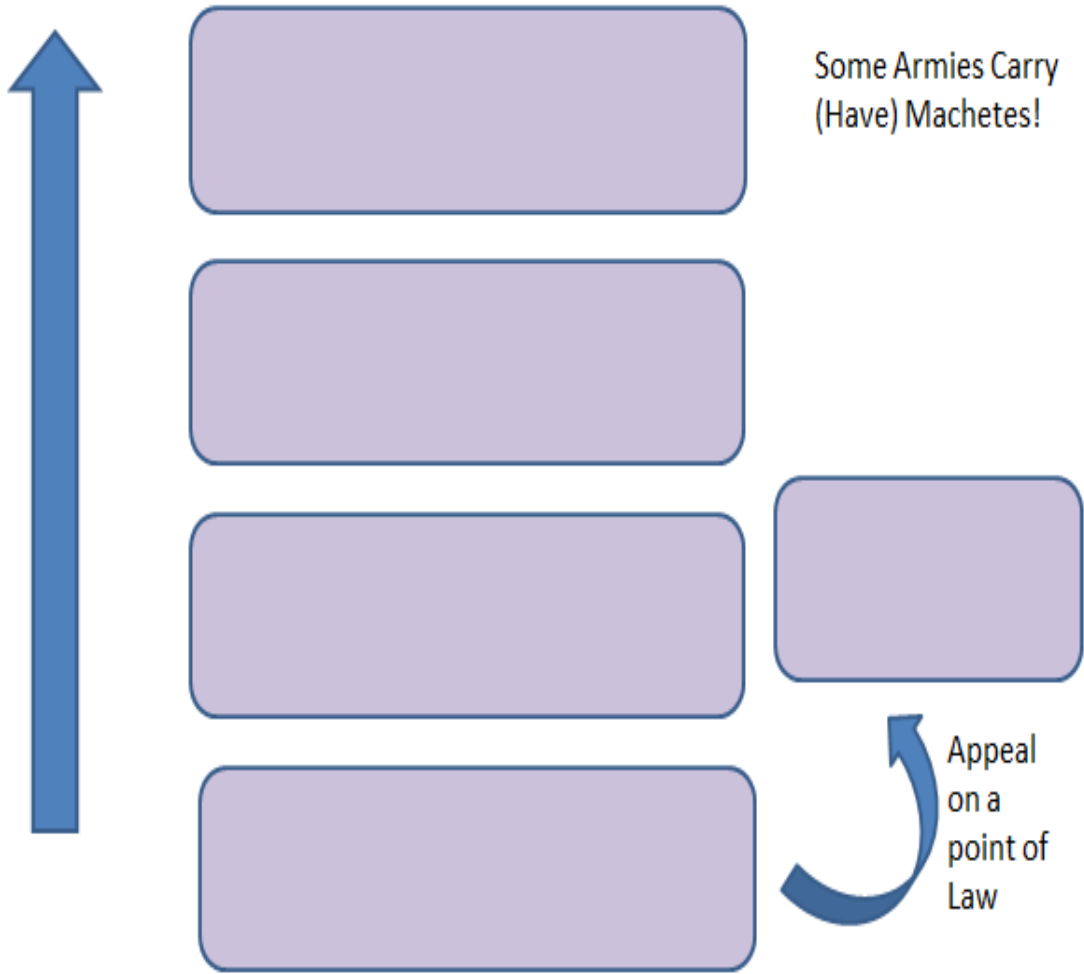 Some Armies Carry
(Have) Machetes!
Appeal
on a
point of
Law